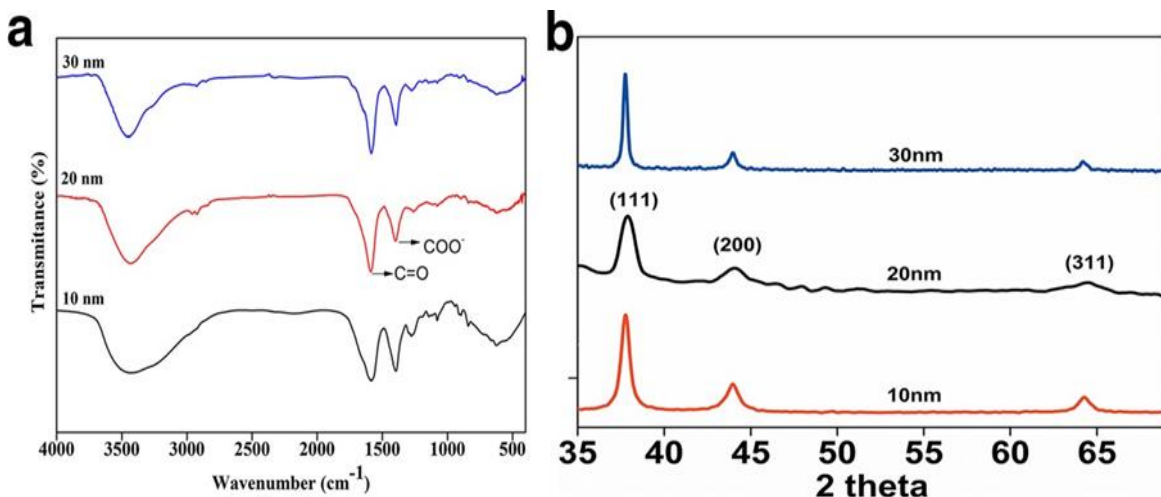 a
30 nm
20 nm
COO-
C=O
10 nm
Transmitance (%)
4000 3500 3000 2500 2000 1500 1000 500
Wavenumber (cm-1)
b
30nm
(111)
(200)
(311)
20nm
10nm
35 40 45 50 55 60 65
2 theta